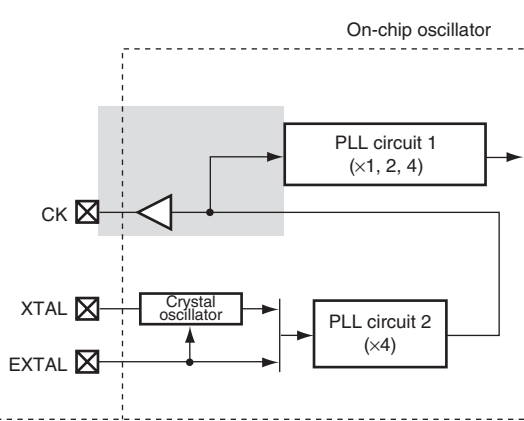 On-chip oscillator
PLL circuit 1
(×1, 2, 4)
CK
XTAL
Crystal
oscillator
PLL circuit 2
(×4)
EXTAL